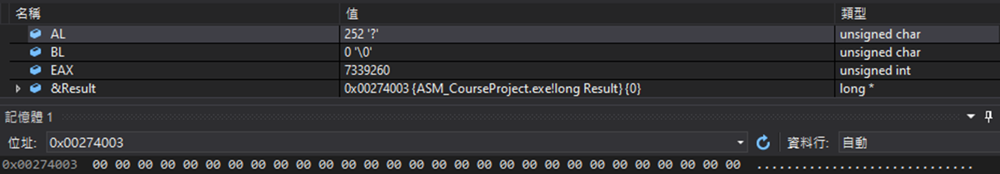 名稱 值 類型
AL 252 '?' unsigned char
BL 0 '\0' unsigned char
EAX 7339260 unsigned int
&Result 0x00274003 {ASM_CourseProject.exe!long Result} {0} long *
記憶體 1
位址: 0x00274003 資料行: 自動
0x00274003 00 00 00 00 00 00 00 00 00 00 00 00 00 00 00 00 00 00 00 00 00 00 00 00 00 00 00 00 00 .............................